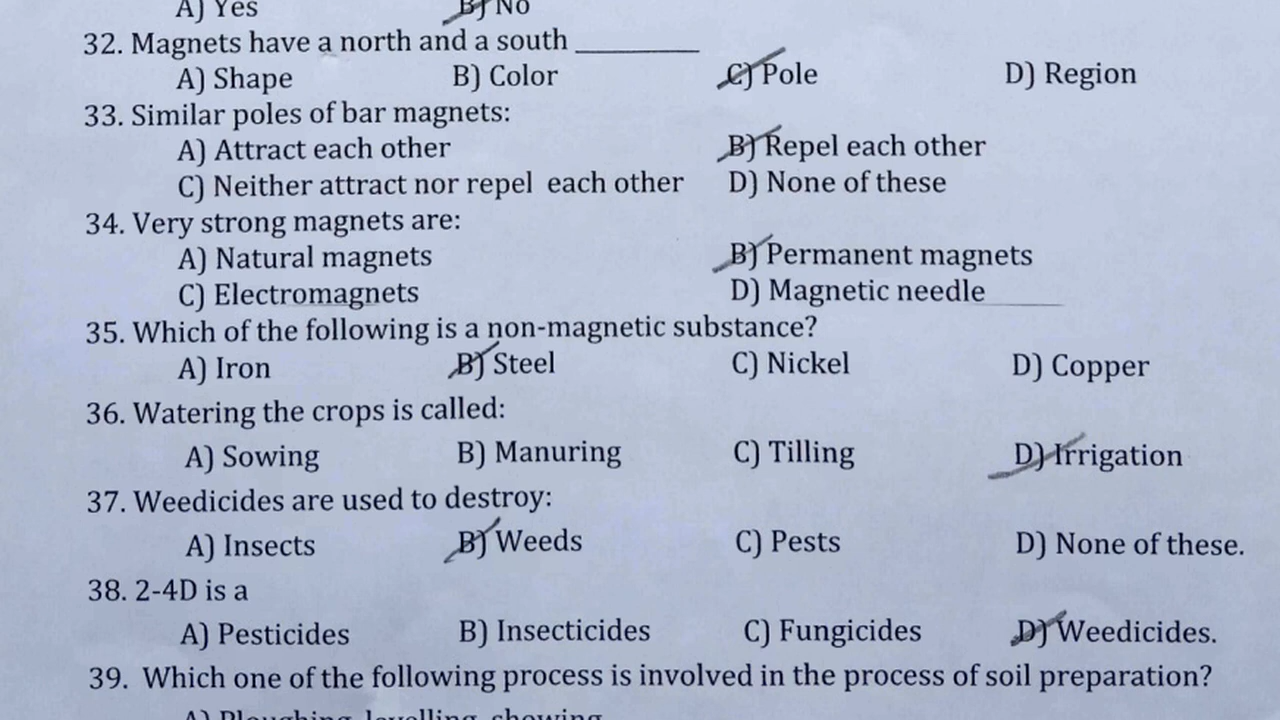 A) Yes B) No
32. Magnets have a north and a south ________
A) Shape B) Color C) Pole D) Region
33. Similar poles of bar magnets:
A) Attract each other B) Repel each other
C) Neither attract nor repel each other D) None of these
34. Very strong magnets are:
A) Natural magnets B) Permanent magnets
C) Electromagnets D) Magnetic needle
35. Which of the following is a non-magnetic substance?
A) Iron B) Steel C) Nickel D) Copper
36. Watering the crops is called:
A) Sowing B) Manuring C) Tilling D) Irrigation
37. Weedicides are used to destroy:
A) Insects B) Weeds C) Pests D) None of these.
38. 2-4D is a
A) Pesticides B) Insecticides C) Fungicides D) Weedicides.
39. Which one of the following process is involved in the process of soil preparation?
A) Ploughing, levelling, showing